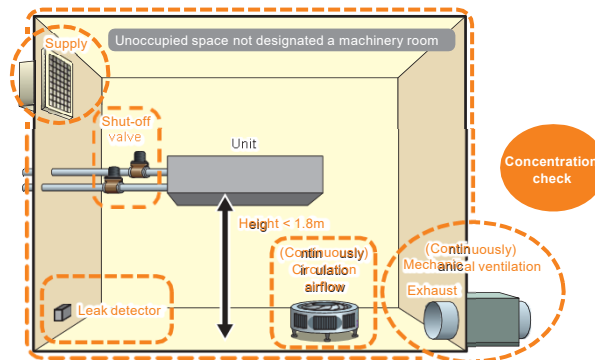 Unoccupied space not designated a machinery room
Supply
Shut-off
valve
Unit
Concentration
check
Height < 1.8m
(Continuously)
Circulation
airflow
(Continuously)
Mechanical ventilation
Exhaust
Leak detector